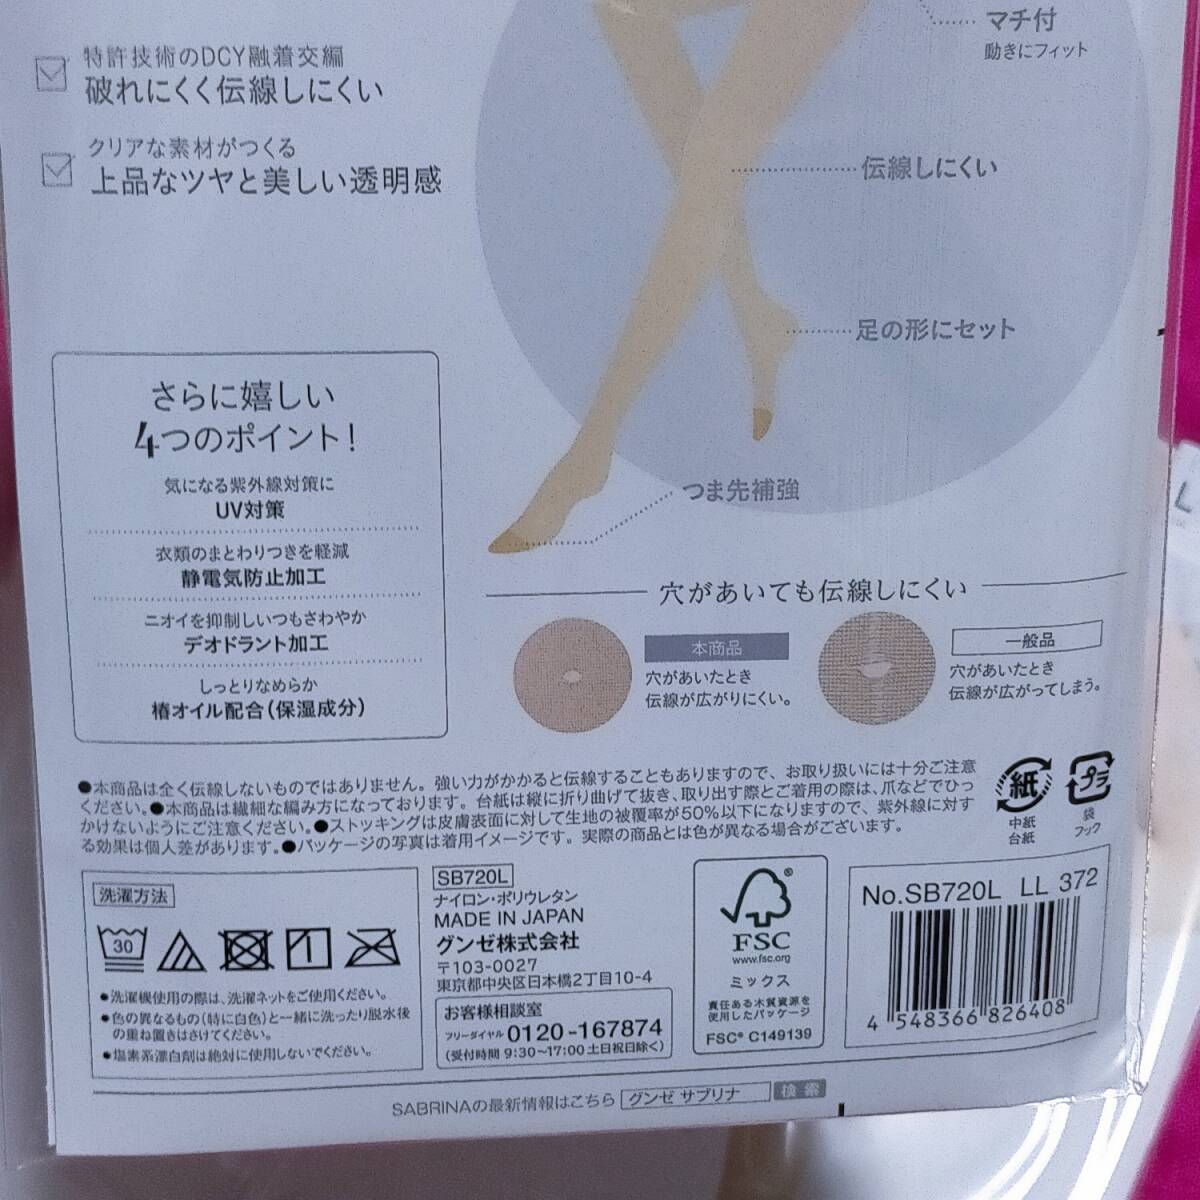 特許技術のDCY融着交編
破れにくく伝線しにくい
クリアな素材がつくる
上品なツヤと美しい透明感
マチ付
動きにフィット
伝線しにくい
足の形にセット
つま先補強
さらに嬉しい
4つのポイント!
気になる紫外線対策に
UV対策
衣類のまとわりつきを軽減
静電気防止加工
ニオイを抑制しいつもさわやか
デオドラント加工
しっとりなめらか
椿オイル配合(保湿成分)
穴があいても伝線しにくい
本商品
穴があいたとき
伝線が広がりにくい。
一般品
穴があいたとき
伝線が広がってしまう。
●本商品は全く伝線しないものではありません。強い力がかかると伝線することもありますので、お取り扱いには十分ご注意
ください。●本商品は繊細な編み方になっております。台紙は縦に折り曲げて抜き、取り出す際とご着用の際は、爪などでひっ
かけないようにご注意ください。●ストッキングは皮膚表面に対して生地の被覆率が50%以下になりますので、紫外線に対す
る効果は個人差があります。●パッケージの写真は着用イメージです。実際の商品とは色が異なる場合がございます。
紙
中紙
台紙
プラ
袋
フック
洗濯方法
30
●洗濯機使用の際は、洗濯ネットをご使用ください。
●色の異なるもの(特に白色)と一緒に洗ったり脱水後
の重ね置きはさけてください。
●塩素系漂白剤は絶対に使用しないでください。
SB720L
ナイロン・ポリウレタン
MADE IN JAPAN
グンゼ株式会社
〒103-0027
東京都中央区日本橋2丁目10-4
お客様相談室
フリーダイヤル 0120-167874
(受付時間 9:30~17:00 土日祝日除く)
®
FSC
www.fsc.org
ミックス
責任ある木質資源を
使用したパッケージ
FSC® C149139
No.SB720L LL 372
4 548366 826408
SABRINAの最新情報はこちら グンゼ サブリナ 検索
L